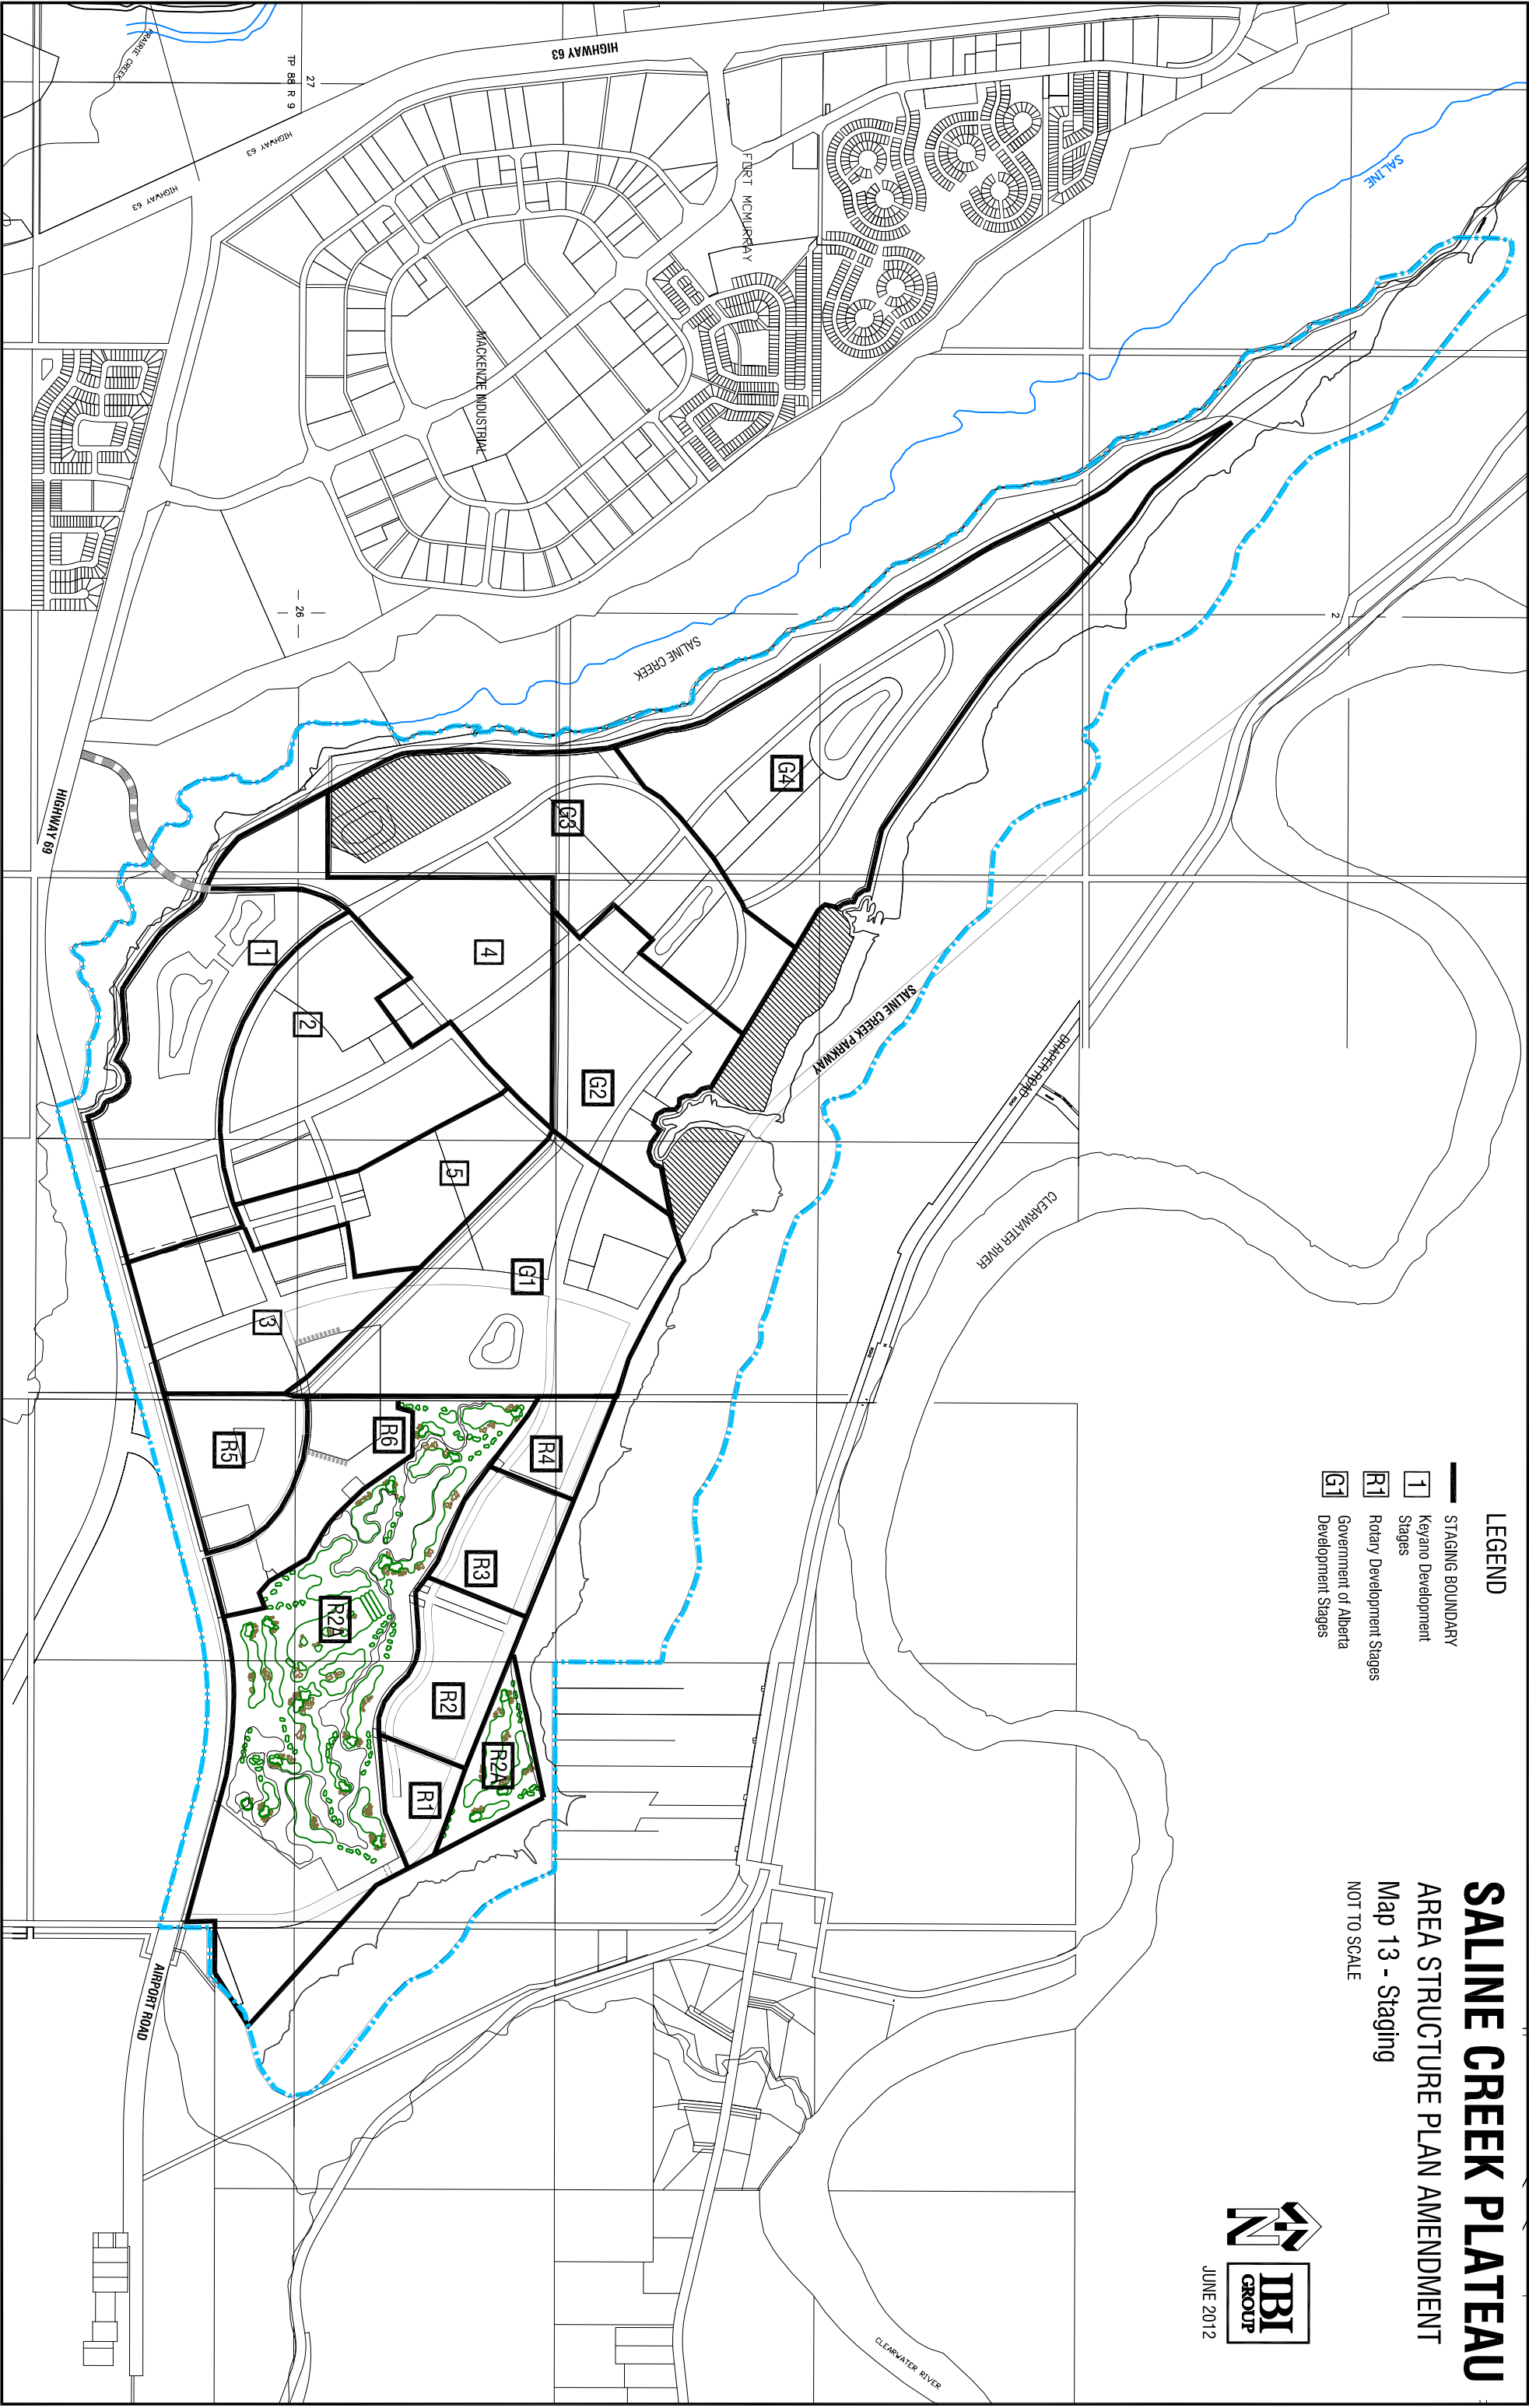 SALINE CREEK PLATEAU
AREA STRUCTURE PLAN AMENDMENT
Map 13 - Staging
NOT TO SCALE
LEGEND
STAGING BOUNDARY
1
Keyano Development
Stages
R1
Rotary Development Stages
G1
Government of Alberta
Development Stages
N
IBI
GROUP
JUNE 2012
SALINE
2
CLEARWATER RIVER
CLEARWATER RIVER
DRAPER ROAD
SALINE CREEK PARKWAY
HIGHWAY 63
FORT MCMURRAY
MACKENZIE INDUSTRIAL
SALINE CREEK
27
TP 88 R 9
HIGHWAY 63
HIGHWAY 63
PRAIRIE CREEK
26
HIGHWAY 69
AIRPORT ROAD
G4
G3
G2
G1
4
1
2
5
3
R4
R6
R5
R3
R2A
R2
R2A
R1